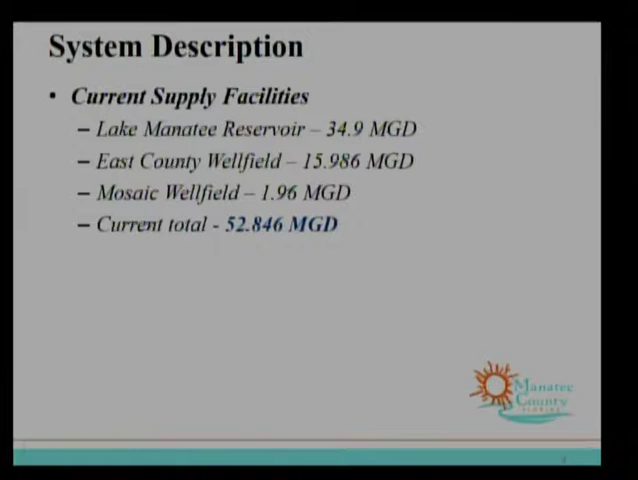 System Description
• Current Supply Facilities
– Lake Manatee Reservoir – 34.9 MGD
– East County Wellfield – 15.986 MGD
– Mosaic Wellfield – 1.96 MGD
– Current total - 52.846 MGD
Manatee
County
FLORIDA